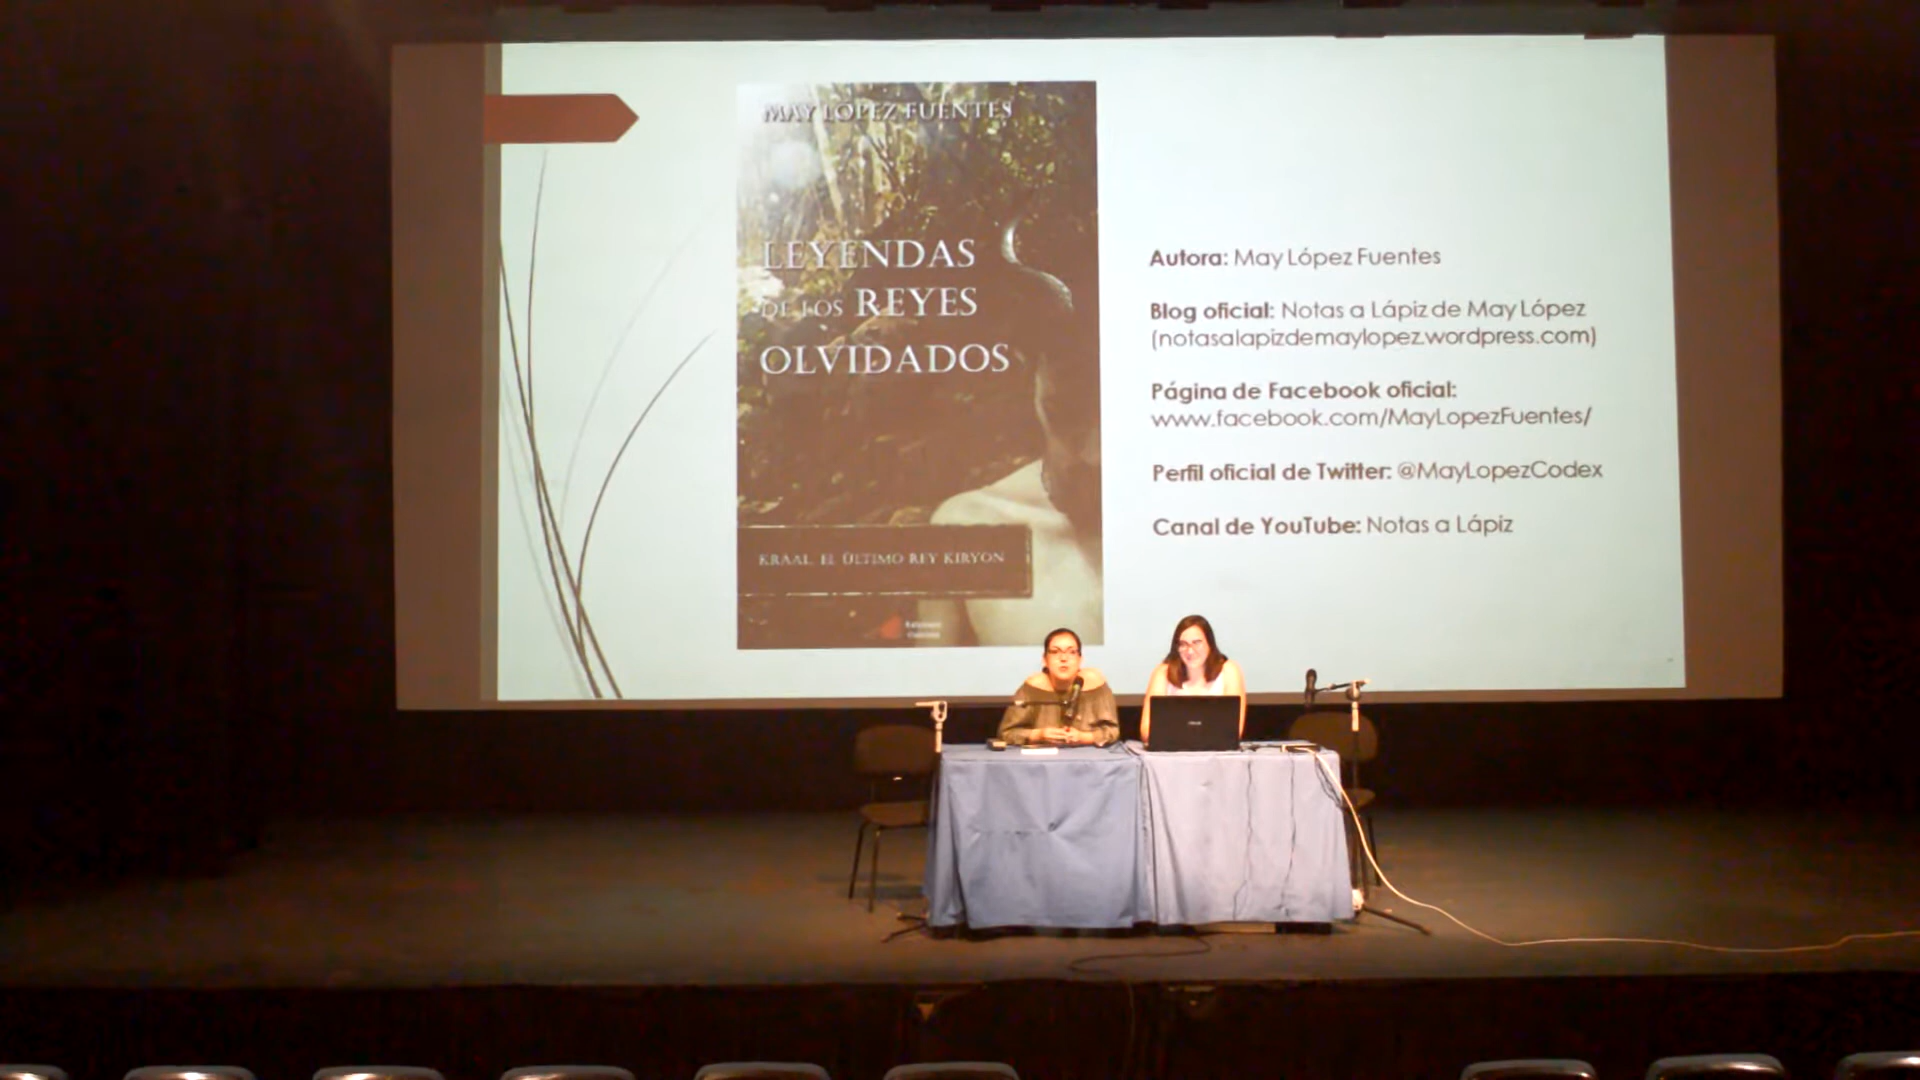 MAY LÓPEZ FUENTES
LEYENDAS
DE LOS REYES
OLVIDADOS
KRAAL, EL ÚLTIMO REY KIRYON
Autora: May López Fuentes
Blog oficial: Notas a Lápiz de May López
(notasalapizdemaylopez.wordpress.com)
Página de Facebook oficial:
www.facebook.com/MayLopezFuentes/
Perfil oficial de Twitter: @MayLopezCodex
Canal de YouTube: Notas a Lápiz